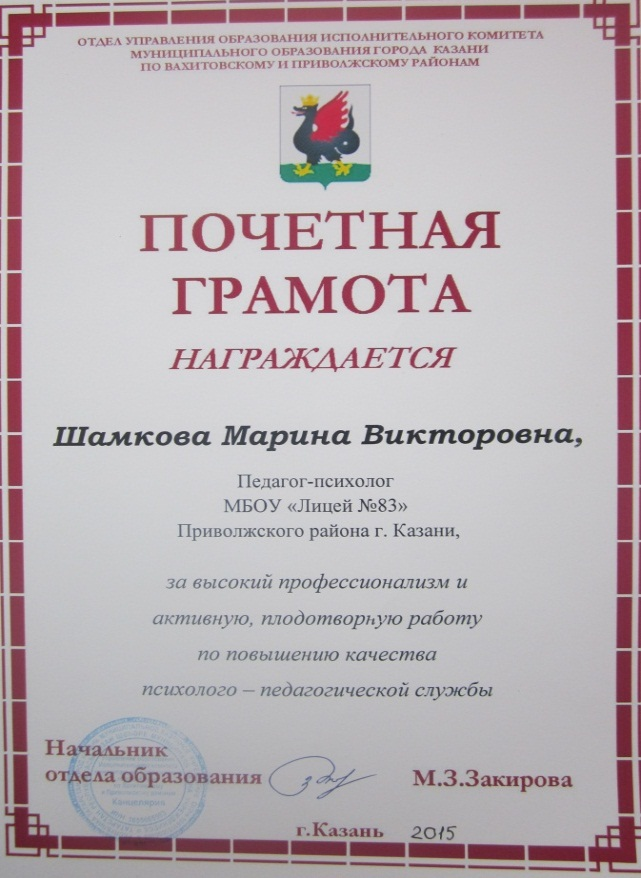 ОТДЕЛ УПРАВЛЕНИЯ ОБРАЗОВАНИЯ ИСПОЛНИТЕЛЬНОГО КОМИТЕТА
МУНИЦИПАЛЬНОГО ОБРАЗОВАНИЯ ГОРОДА КАЗАНИ
ПО ВАХИТОВСКОМУ И ПРИВОЛЖСКОМУ РАЙОНАМ
ПОЧЕТНАЯ
ГРАМОТА
НАГРАЖДАЕТСЯ
Шамкова Марина Викторовна,
Педагог-психолог
МБОУ «Лицей №83»
Приволжского района г. Казани,
за высокий профессионализм и
активную, плодотворную работу
по повышению качества
психолого – педагогической службы
Начальник
отдела образования
М.З.Закирова
Канцелярия
г.Казань 2015